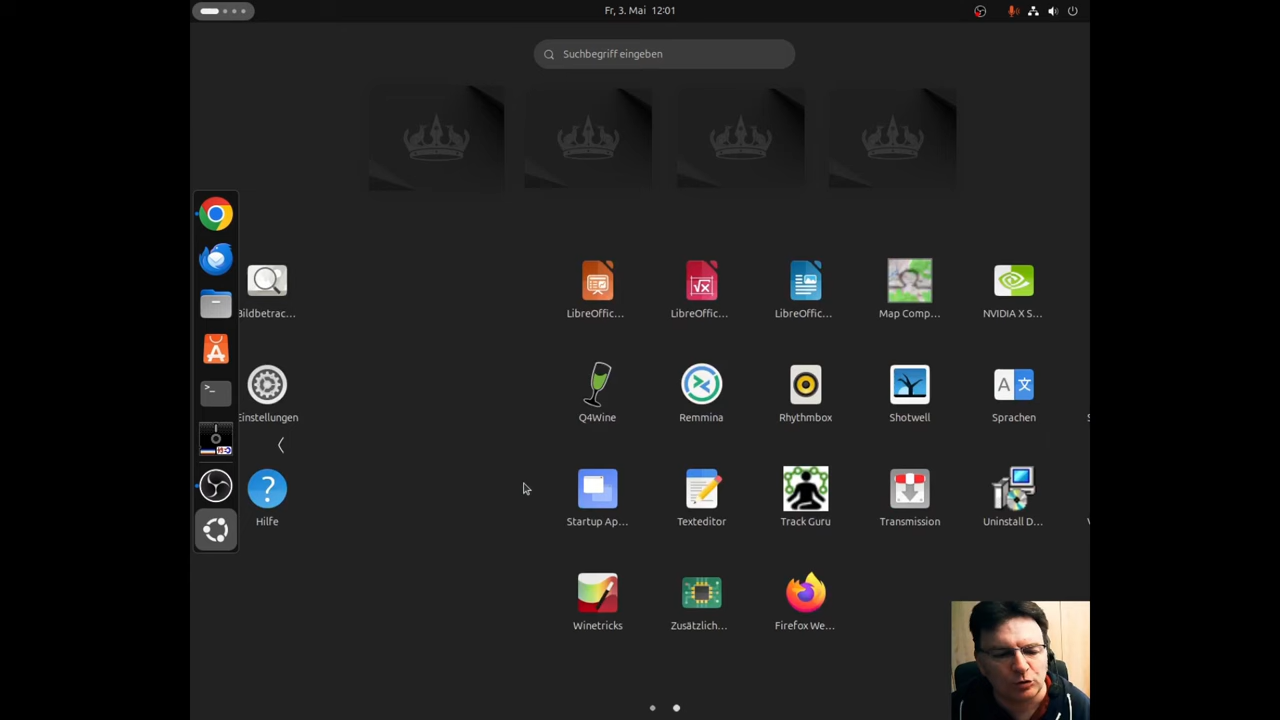 Fr, 3. Mai 12:01
Suchbegriff eingeben
Bildbetrac...
LibreOffic...
LibreOffic...
LibreOffic...
Map Comp...
NVIDIA X S...
Einstellungen
Q4Wine
Remmina
Rhythmbox
Shotwell
Sprachen
Hilfe
Startup Ap...
Texteditor
Track Guru
Transmission
Uninstall D...
Winetricks
Zusätzlich...
Firefox We...